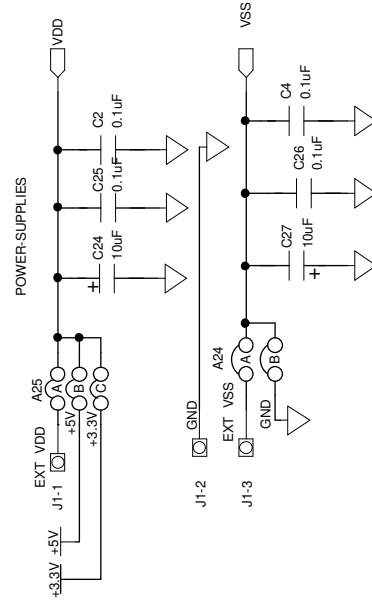 POWER-SUPPLIES
+3.3V
+5V
J1-1
EXT VDD
A25
A
+5V
B
+3.3V
C
C24
10uF
C25
0.1uF
C2
0.1uF
VDD
J1-2
GND
J1-3
EXT VSS
A24
A
GND
B
C27
10uF
C26
0.1uF
C4
0.1uF
VSS
+
+